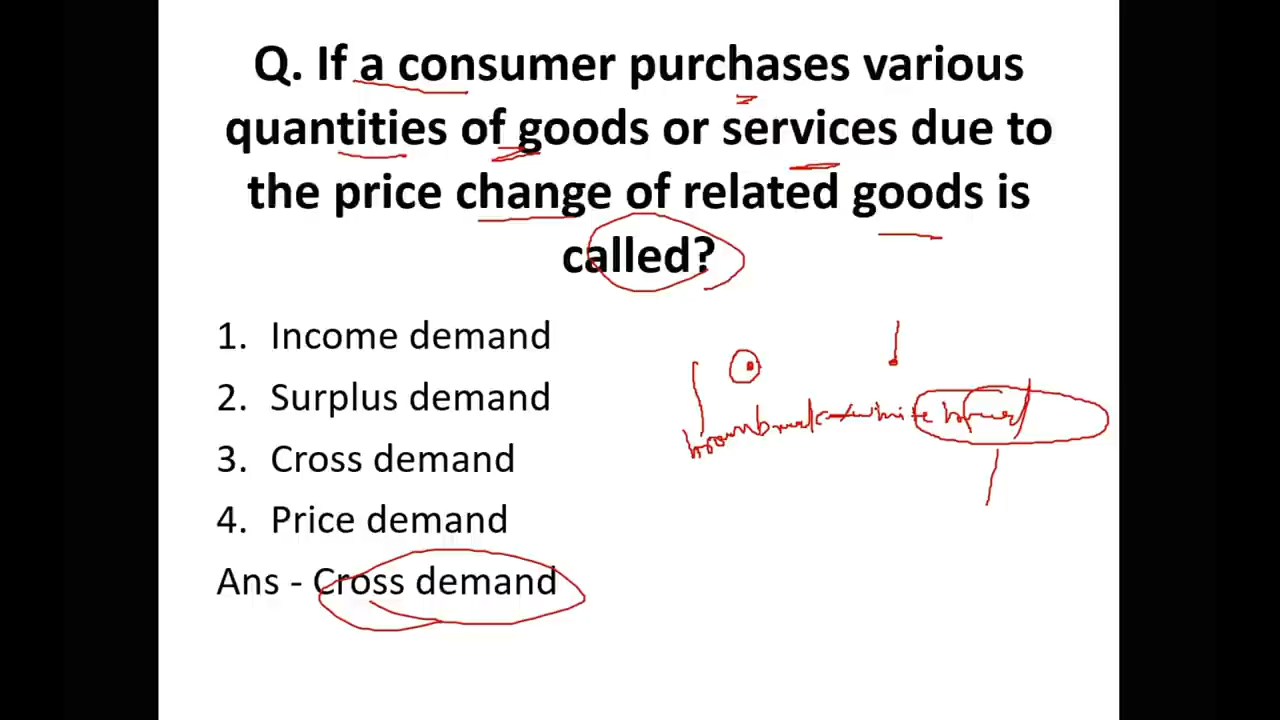 Q. If a consumer purchases various
quantities of goods or services due to
the price change of related goods is
called?
1. Income demand
2. Surplus demand
3. Cross demand
4. Price demand
Ans - Cross demand
white